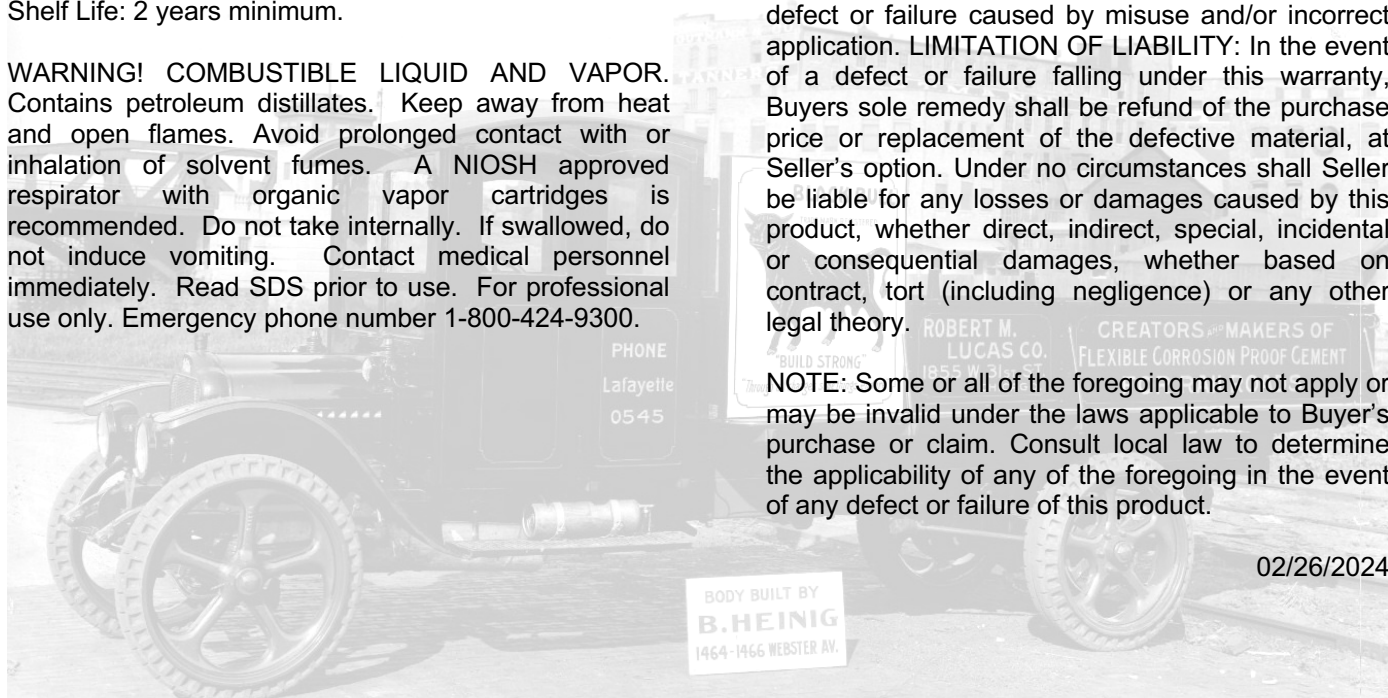 Shelf Life: 2 years minimum.
WARNING! COMBUSTIBLE LIQUID AND VAPOR.
Contains petroleum distillates. Keep away from heat
and open flames. Avoid prolonged contact with or
inhalation of solvent fumes. A NIOSH approved
respirator with organic vapor cartridges is
recommended. Do not take internally. If swallowed, do
not induce vomiting. Contact medical personnel
immediately. Read SDS prior to use. For professional
use only. Emergency phone number 1-800-424-9300.
defect or failure caused by misuse and/or incorrect
application. LIMITATION OF LIABILITY: In the event
of a defect or failure falling under this warranty,
Buyers sole remedy shall be refund of the purchase
price or replacement of the defective material, at
Seller's option. Under no circumstances shall Seller
be liable for any losses or damages caused by this
product, whether direct, indirect, special, incidental
or consequential damages, whether based on
contract, tort (including negligence) or any other
legal theory.
NOTE: Some or all of the foregoing may not apply or
may be invalid under the laws applicable to Buyer's
purchase or claim. Consult local law to determine
the applicability of any of the foregoing in the event
of any defect or failure of this product.
02/26/2024
TANNER
PHONE
Lafayette
0545
"BUILD STRONG"
ROBERT M.
LUCAS CO.
1855 W. 31st ST
CREATORS AND MAKERS OF
FLEXIBLE CORROSION PROOF CEMENT
BODY BUILT BY
B. HEINIG
1464-1466 WEBSTER AV.